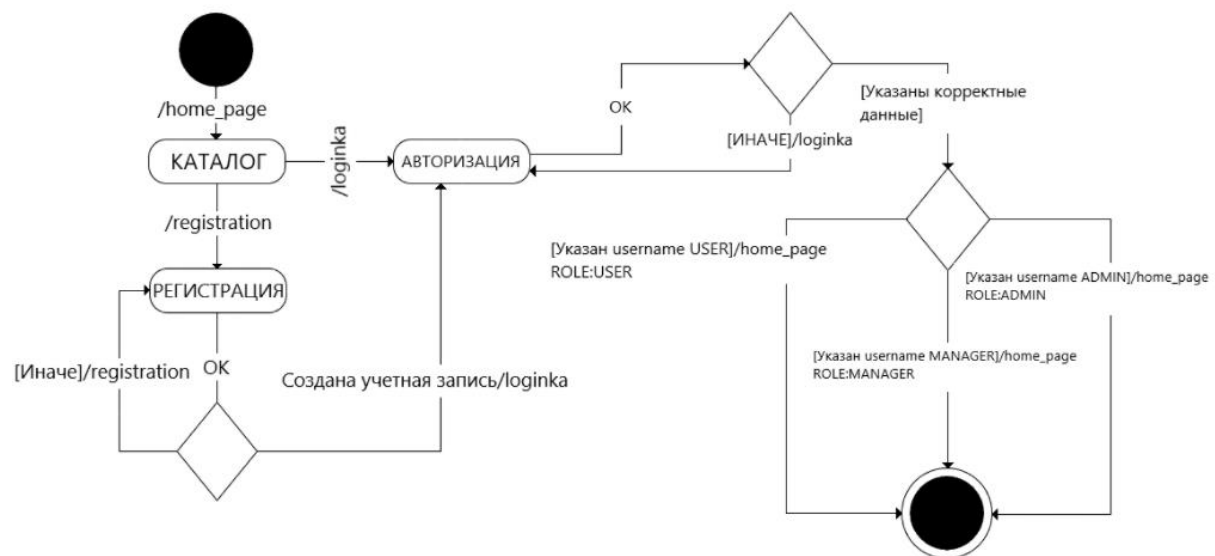 /home_page
КАТАЛОГ
/loginka
АВТОРИЗАЦИЯ
OK
[Указаны корректные
данные]
[ИНАЧЕ]/loginka
/registration
РЕГИСТРАЦИЯ
[Иначе]/registration
OK
Создана учетная запись/loginka
[Указан username USER]/home_page
ROLE:USER
[Указан username ADMIN]/home_page
ROLE:ADMIN
[Указан username MANAGER]/home_page
ROLE:MANAGER